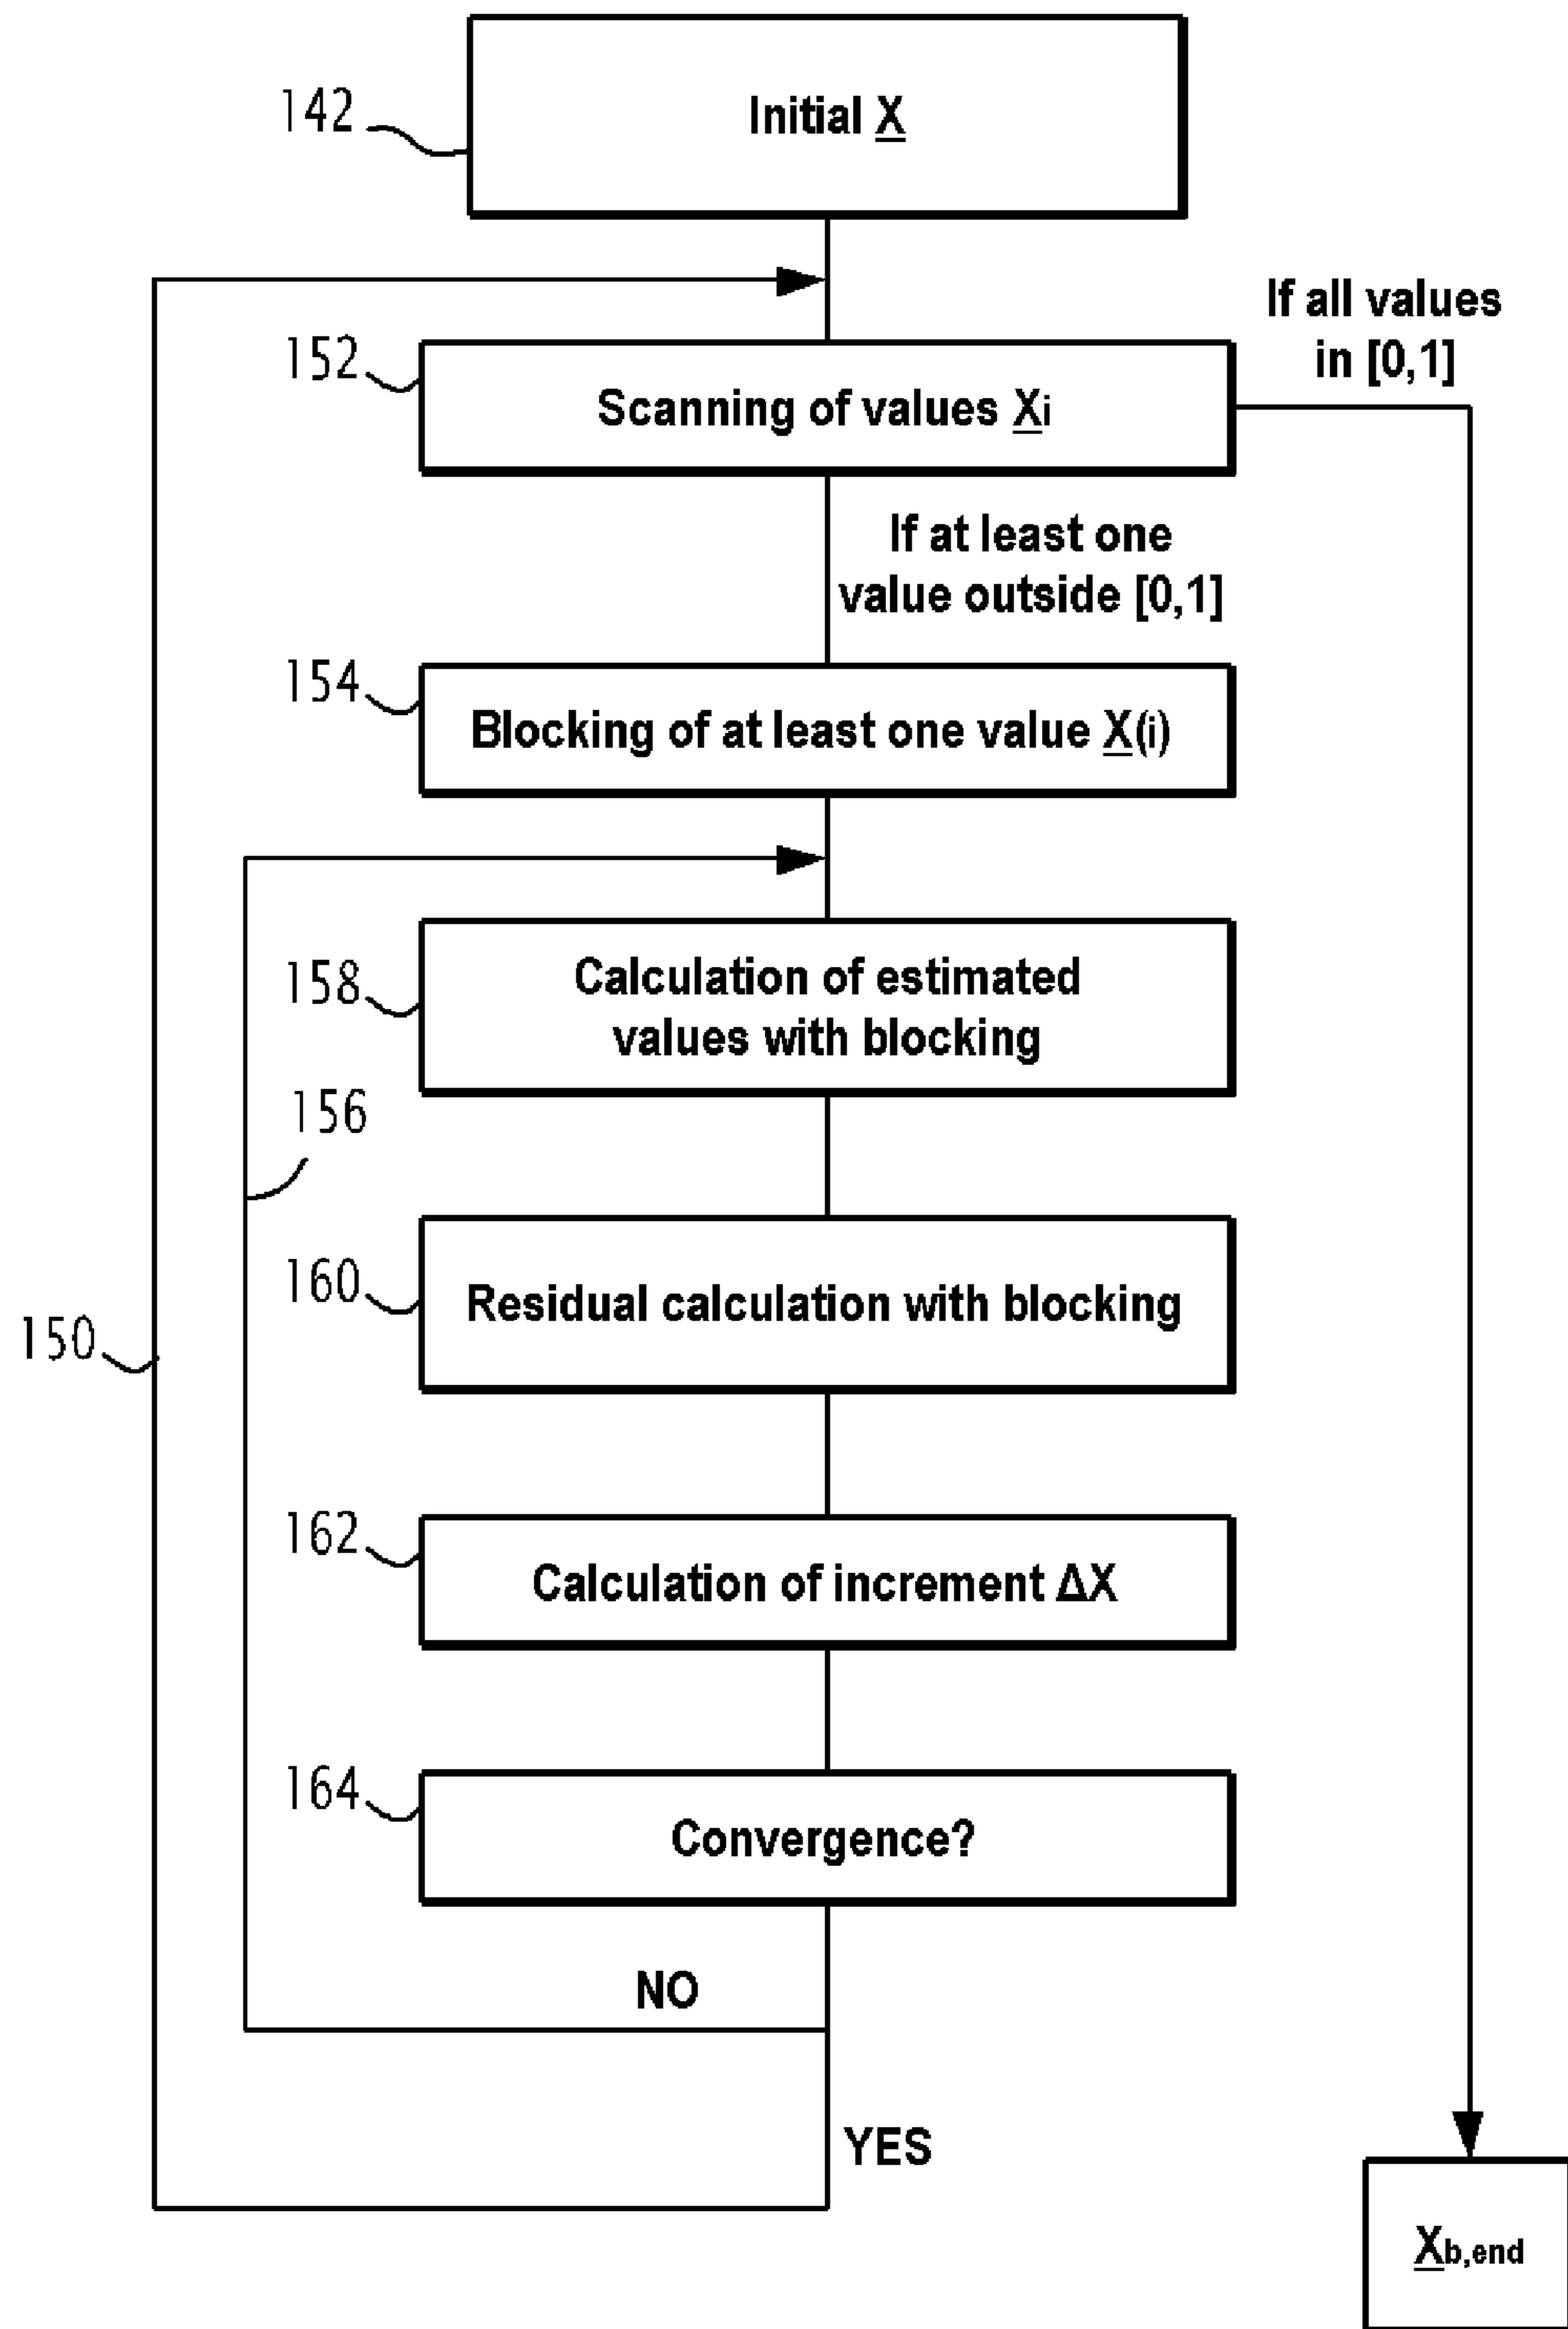 142
Initial X
If all values
in [0,1]
152
Scanning of values Xi
If at least one
value outside [0,1]
154
Blocking of at least one value X(i)
158
Calculation of estimated
values with blocking
156
160
Residual calculation with blocking
150
162
Calculation of increment ΔX
164
Convergence?
NO
YES
Xb,end